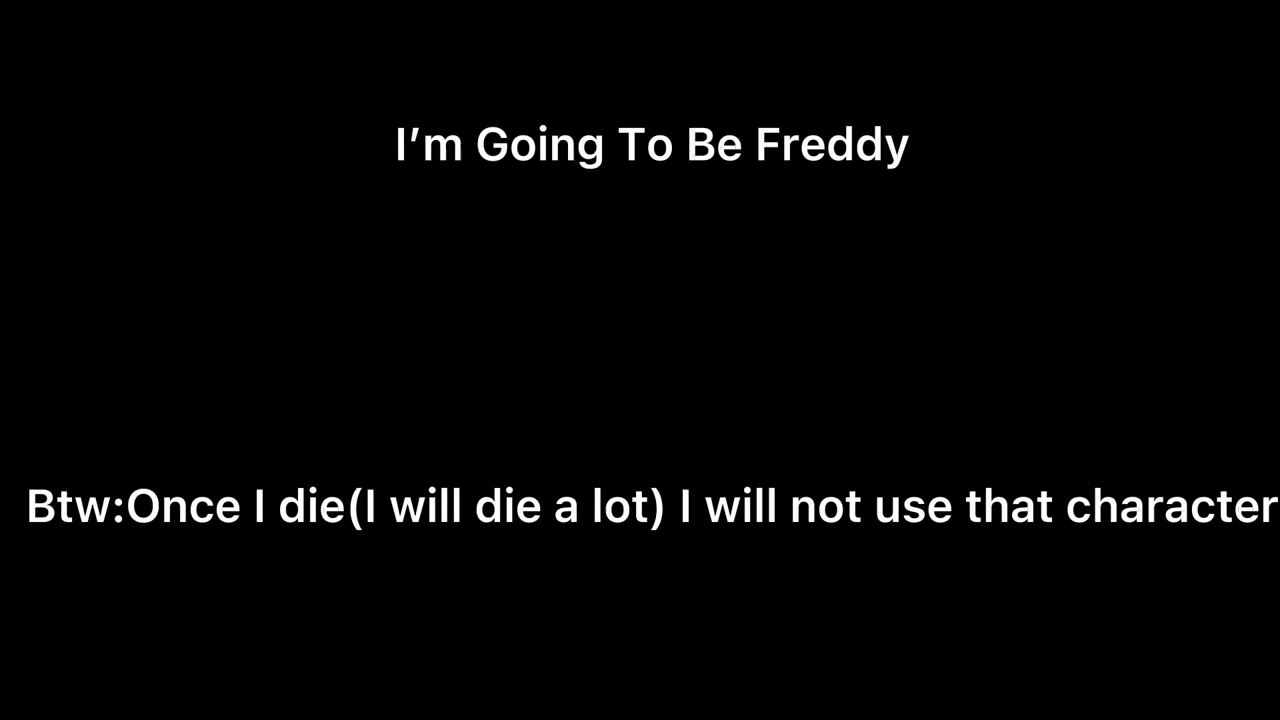 I’m Going To Be Freddy
Btw:Once I die(I will die a lot) I will not use that character